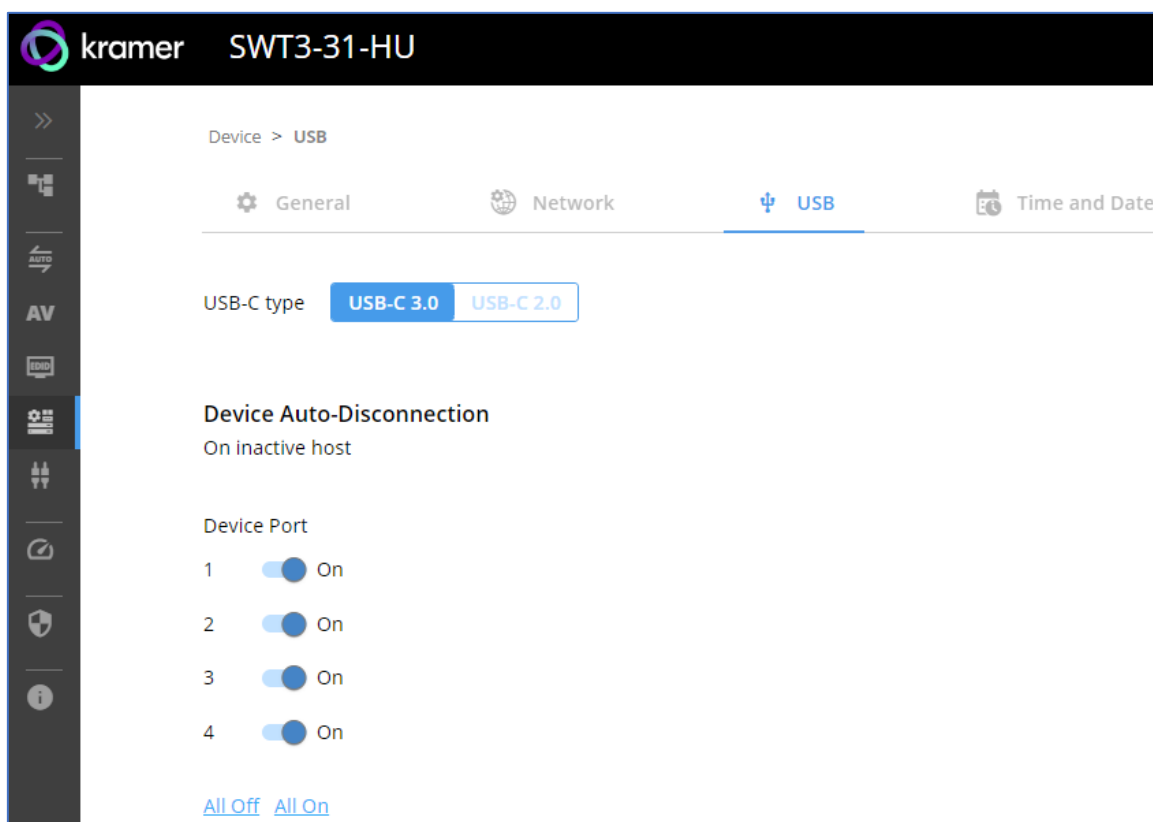 kramer SWT3-31-HU
Device > USB
General Network USB Time and Date
AUTO
USB-C type USB-C 3.0 USB-C 2.0
AV
EDID
Device Auto-Disconnection
On inactive host
Device Port
1 On
2 On
3 On
4 On
All Off All On